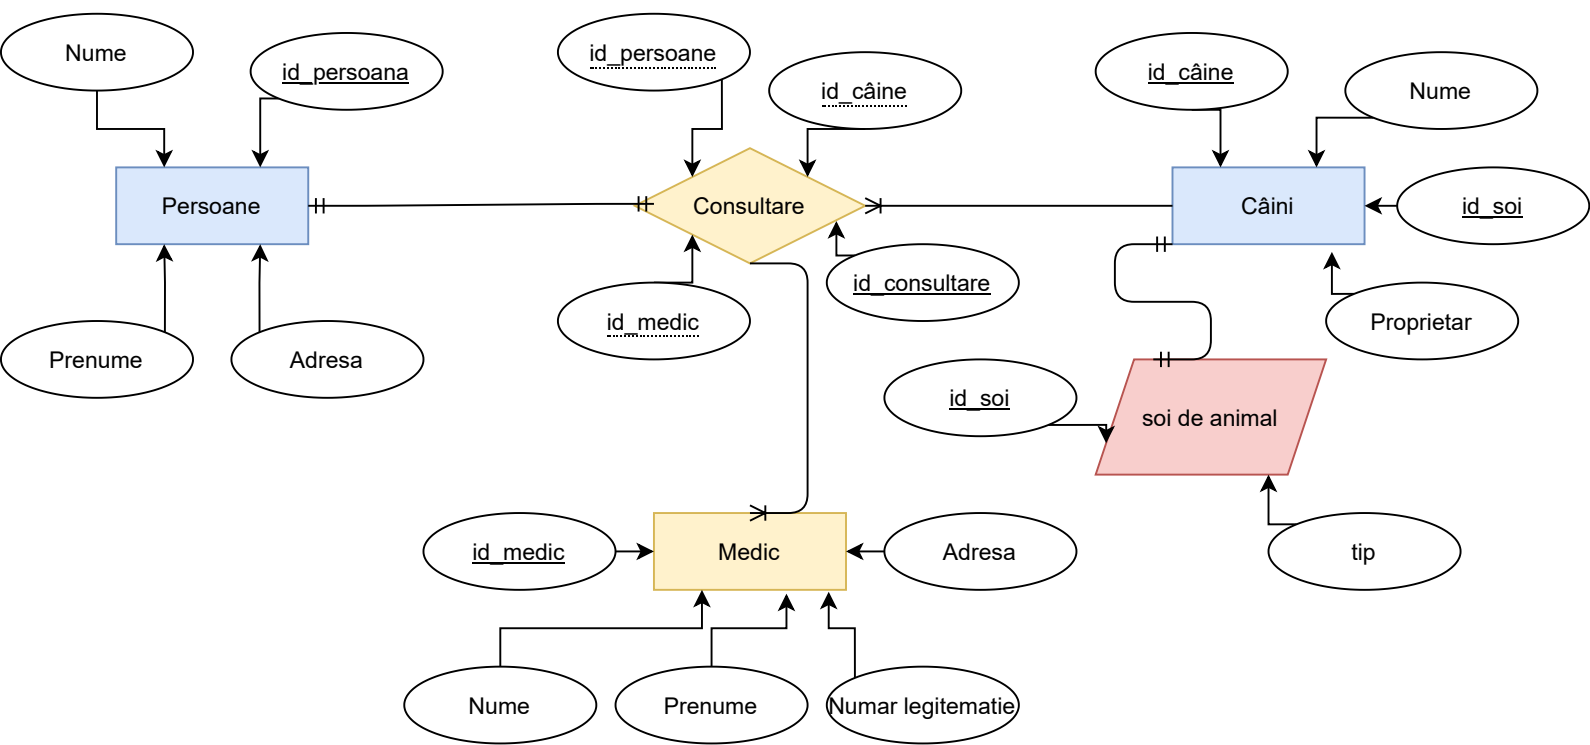 Nume
id_persoana
id_persoane
id_câine
id_câine
Nume
Persoane
Consultare
Câini
id_soi
id_consultare
id_medic
Proprietar
Prenume
Adresa
id_soi
soi de animal
id_medic
Medic
Adresa
tip
Nume
Prenume
Numar legitematie